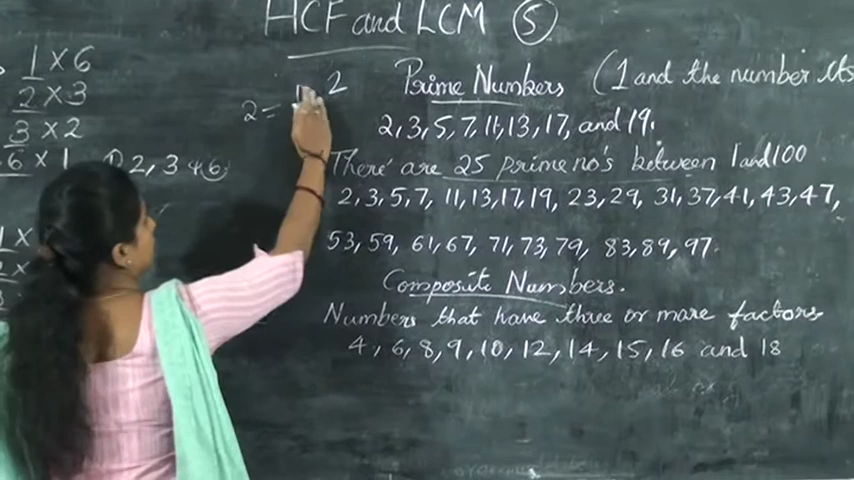 HCF and LCM 5
1 × 6
2 × 3
3 × 2
6 × 1
1) 2, 3 & 6
1 ×
2 ×
2 = 1 2
Prime Numbers (1 and the number its
2, 3, 5, 7, 11, 13, 17, and 19.
There are 25 prime no's between 1 and 100
2, 3, 5, 7, 11, 13, 17, 19, 23, 29, 31, 37, 41, 43, 47,
53, 59, 61, 67, 71, 73, 79, 83, 89, 97.
Composite Numbers.
Numbers that have three or more factors
4, 6, 8, 9, 10, 12, 14, 15, 16 and 18